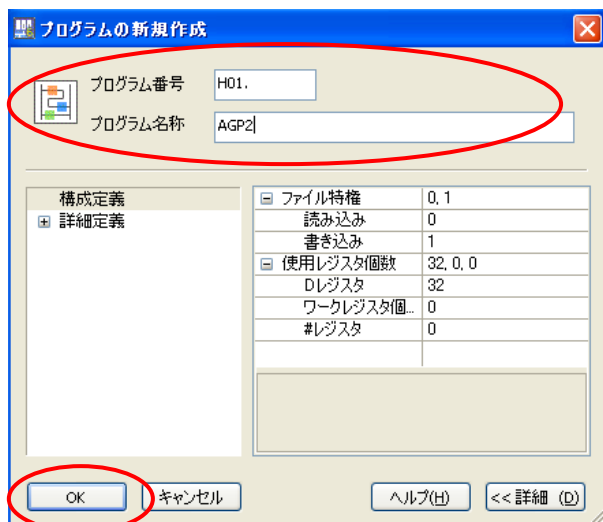 プログラムの新規作成
プログラム番号 H01.
プログラム名称 AGP2
構成定義
詳細定義
ファイル特権 0, 1
読み込み 0
書き込み 1
使用レジスタ個数 32, 0, 0
Dレジスタ 32
ワークレジスタ個... 0
#レジスタ 0
OK キャンセル ヘルプ(H) <<詳細 (D)